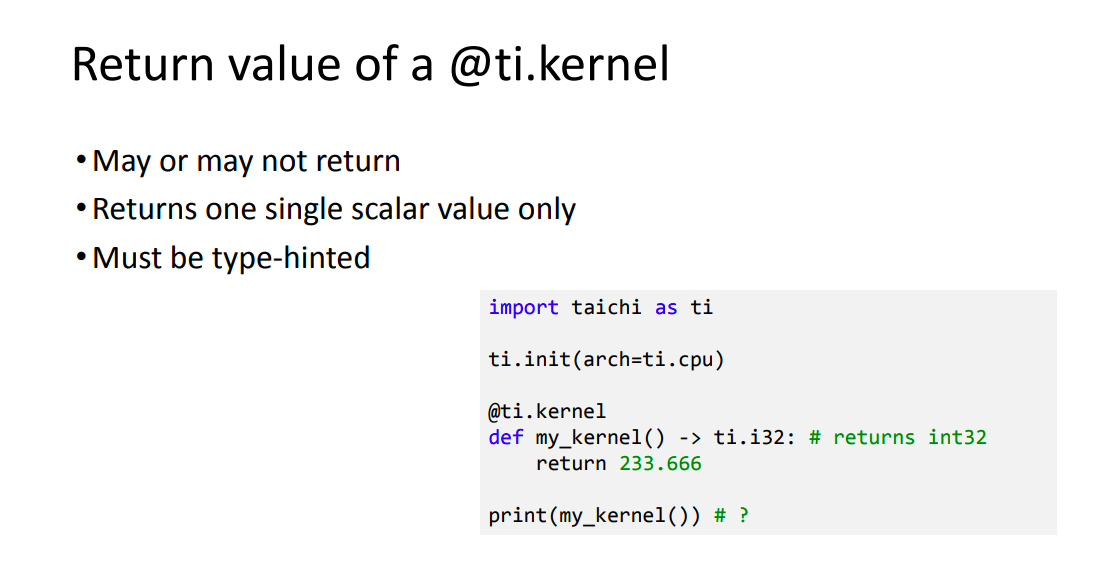 Return value of a @ti.kernel
• May or may not return
• Returns one single scalar value only
• Must be type-hinted
import taichi as ti
ti.init(arch=ti.cpu)
@ti.kernel
def my_kernel() -> ti.i32: # returns int32
    return 233.666
print(my_kernel()) # ?